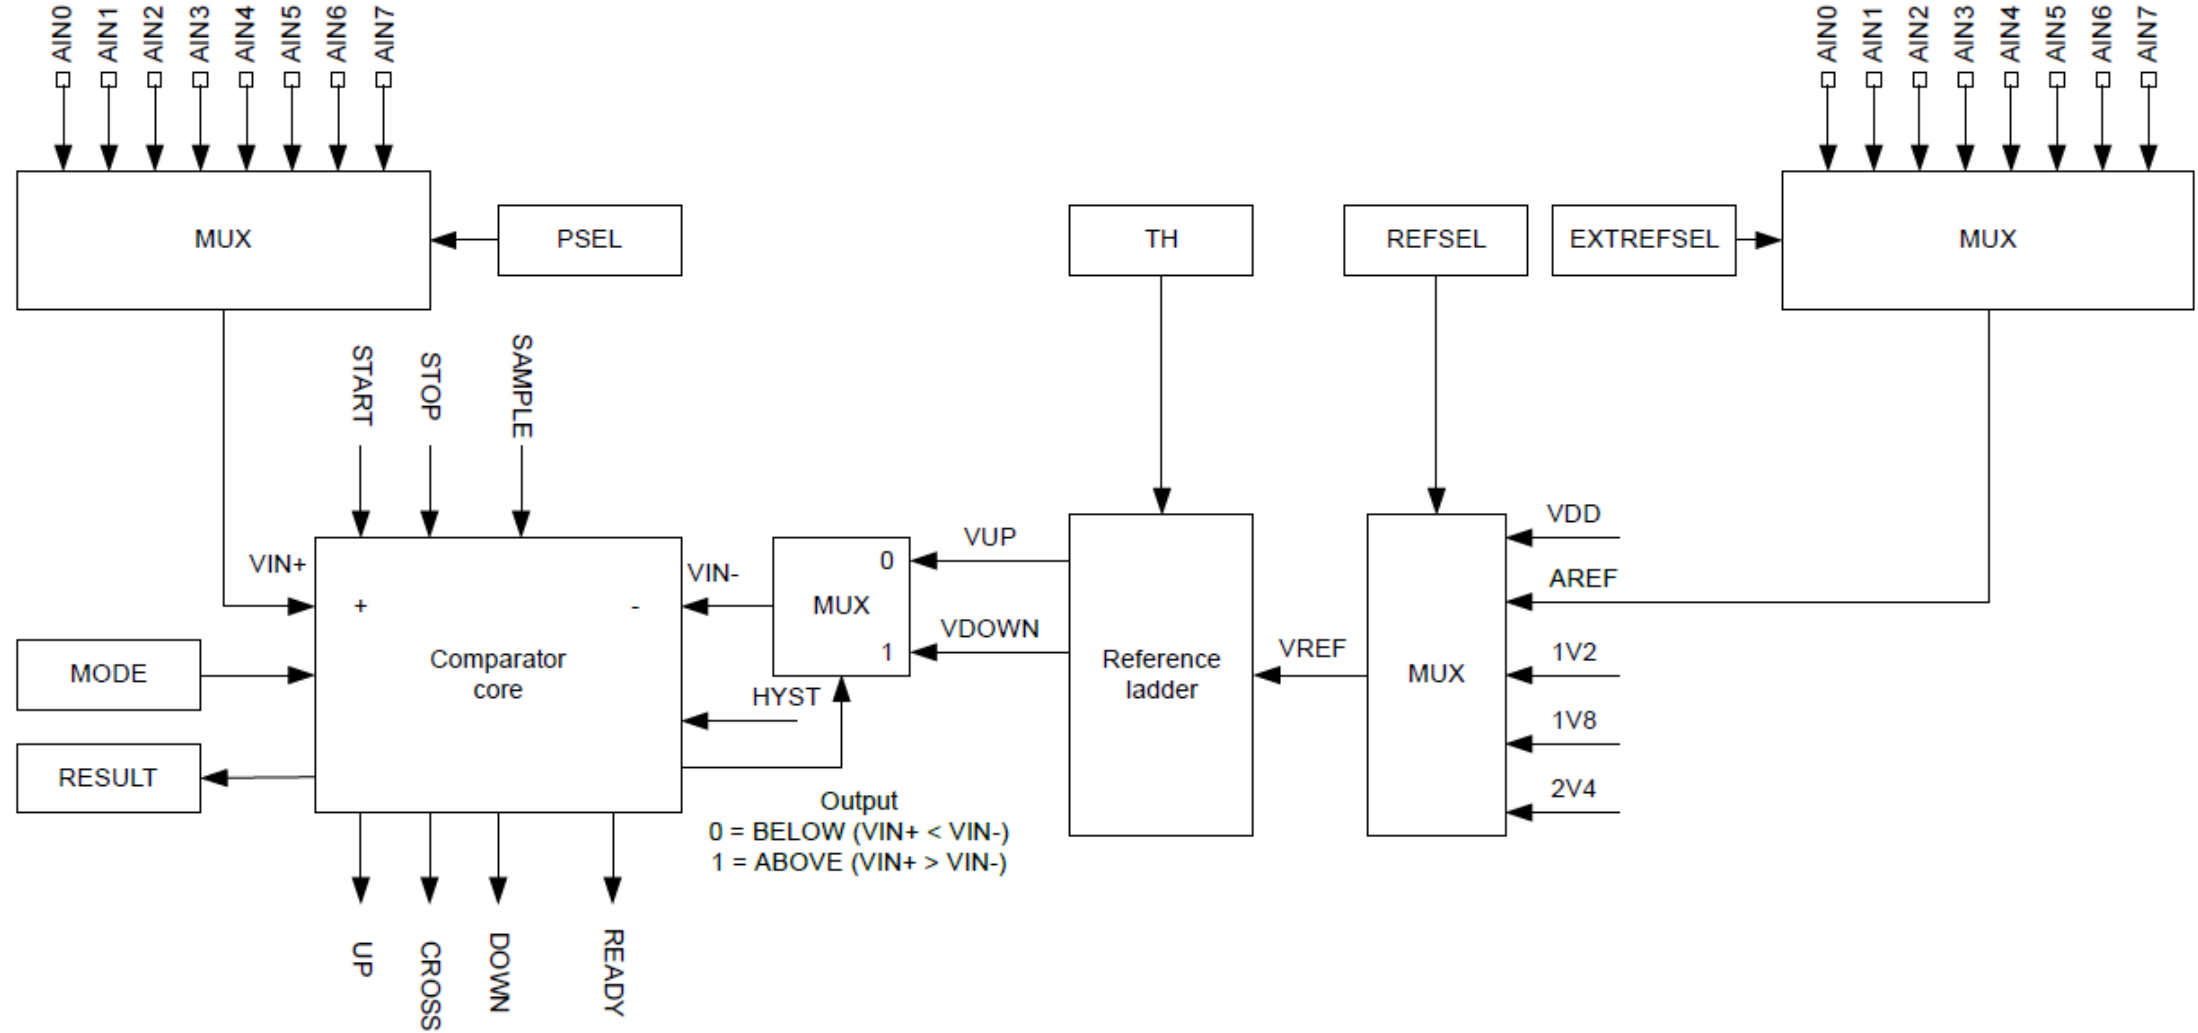 AIN0 AIN1 AIN2 AIN3 AIN4 AIN5 AIN6 AIN7
AIN0 AIN1 AIN2 AIN3 AIN4 AIN5 AIN6 AIN7
MUX
PSEL
TH
REFSEL
EXTREFSEL
MUX
START
STOP
SAMPLE
VIN+
+
-
VIN-
MUX
0
1
VUP
VDOWN
VDD
AREF
1V2
1V8
2V4
MUX
VREF
Reference
ladder
Comparator
core
MODE
RESULT
HYST
Output
0 = BELOW (VIN+ < VIN-)
1 = ABOVE (VIN+ > VIN-)
UP
CROSS
DOWN
READY